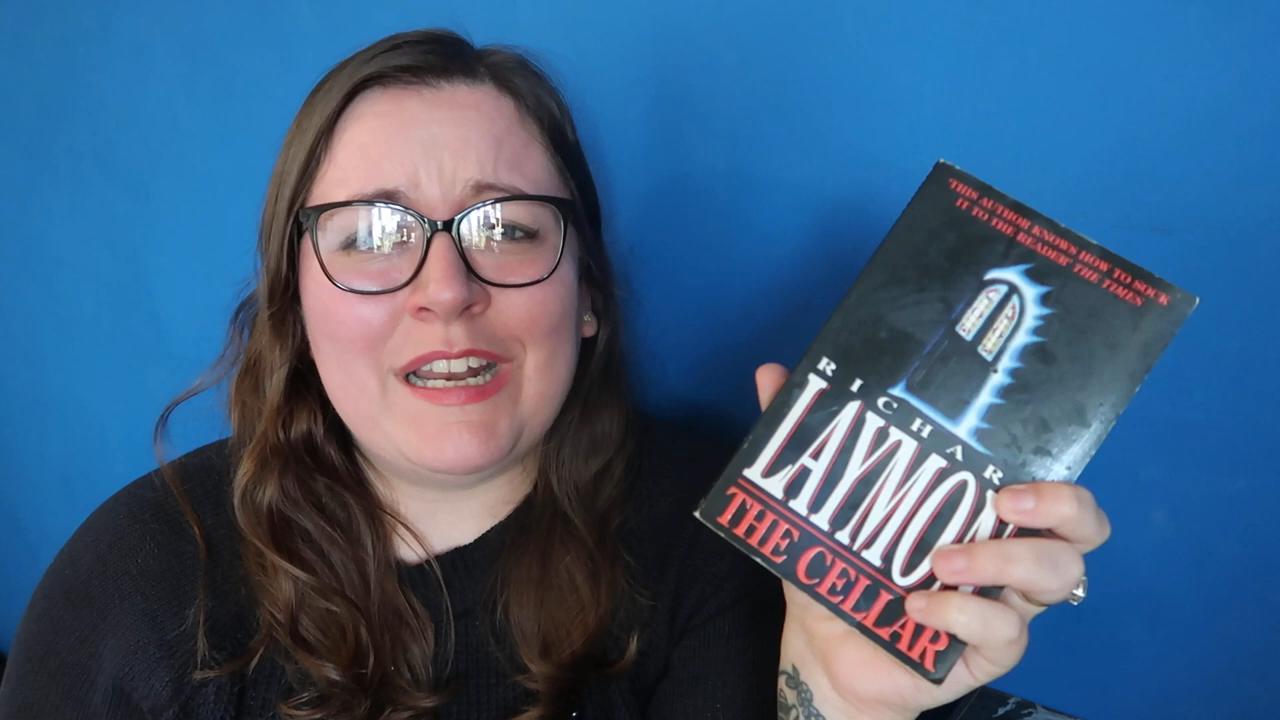 'THIS AUTHOR KNOWS HOW TO SOCK
IT TO THE READER' THE TIMES
RICHAR
LAYMON
THE CELLAR